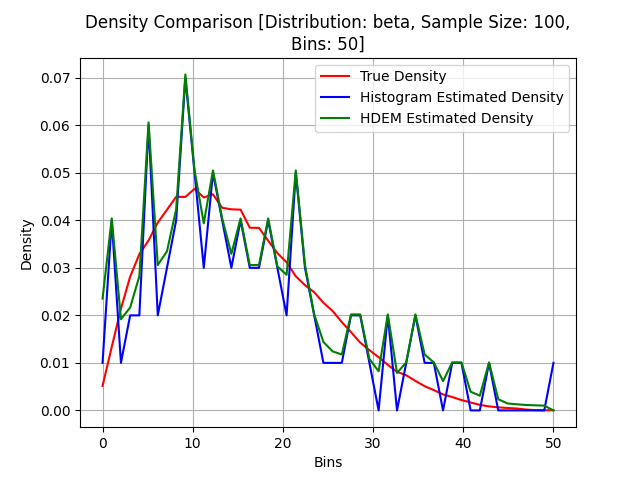 Density Comparison [Distribution: beta, Sample Size: 100,
Bins: 50]
True Density
Histogram Estimated Density
HDEM Estimated Density
Density
0.07
0.06
0.05
0.04
0.03
0.02
0.01
0.00
0 10 20 30 40 50
Bins